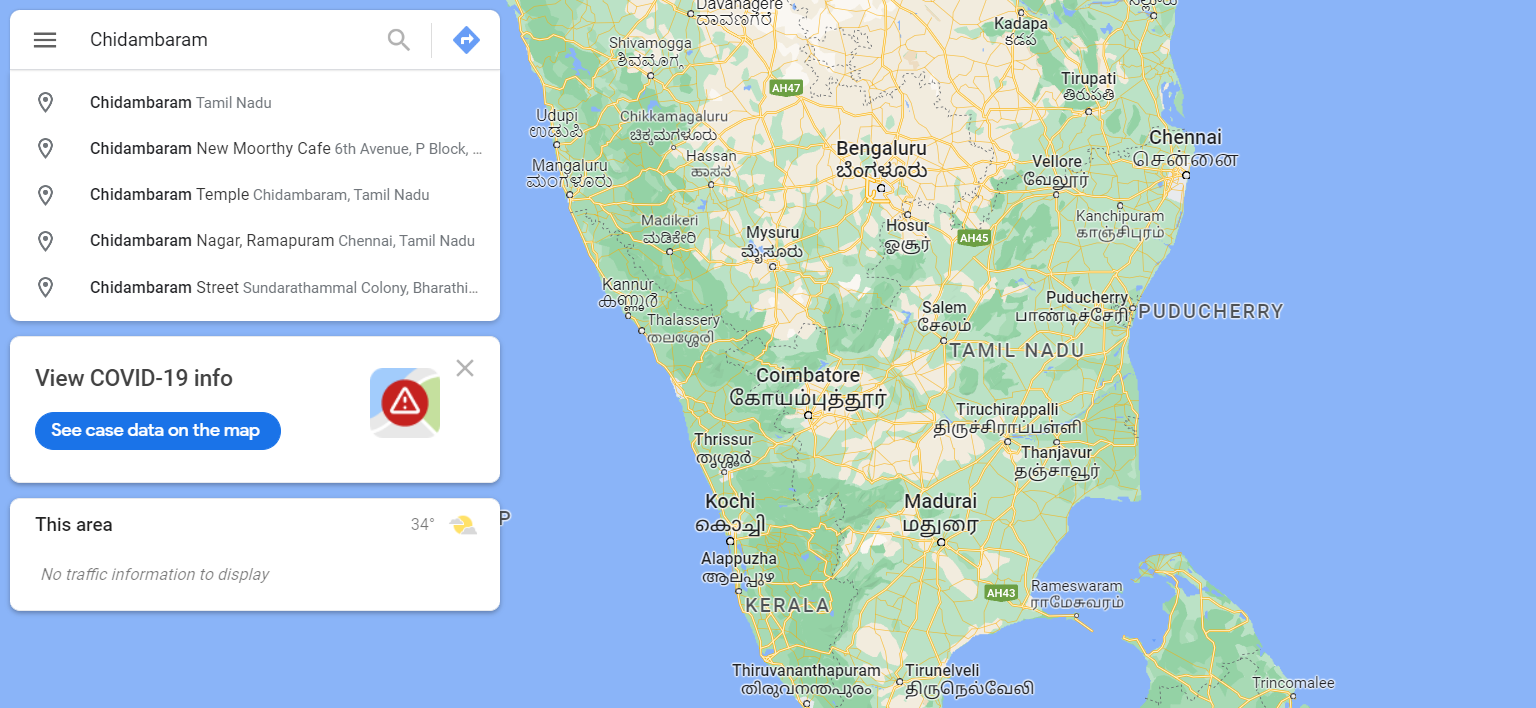 Chidambaram
Chidambaram Tamil Nadu
Chidambaram New Moorthy Cafe 6th Avenue, P Block, ...
Chidambaram Temple Chidambaram, Tamil Nadu
Chidambaram Nagar, Ramapuram Chennai, Tamil Nadu
Chidambaram Street Sundarathammal Colony, Bharathi...
View COVID-19 info
See case data on the map
This area
34°
No traffic information to display
P
Davanagere
ದಾವಣಗೆರೆ
Kadapa
కడప
Shivamogga
ಶಿವಮೊಗ್ಗ
Tirupati
తిరుపతి
AH47
Udupi
ಉಡುಪಿ
Chikkamagaluru
ಚಿಕ್ಕಮಗಳೂರು
Chennai
சென்னை
Bengaluru
ಬೆಂಗಳೂರು
Hassan
ಹಾಸನ
Vellore
வேலூர்
Mangaluru
ಮಂಗಳೂರು
Madikeri
ಮಡಿಕೇರಿ
Kanchipuram
காஞ்சிபுரம்
Mysuru
ಮೈಸೂರು
Hosur
ஓசூர்
AH45
Kannur
കണ്ണൂർ
Puducherry
பாண்டிச்சேரி
PUDUCHERRY
Salem
சேலம்
Thalassery
തലശ്ശേരി
TAMIL NADU
Coimbatore
கோயம்புத்தூர்
Tiruchirappalli
திருச்சிராப்பள்ளி
Thrissur
തൃശ്ശൂർ
Thanjavur
தஞ்சாவூர்
Kochi
കൊച്ചി
Madurai
மதுரை
Alappuzha
ആലപ്പുഴ
KERALA
AH43
Rameswaram
ராமேசுவரம்
Thiruvananthapuram
തിരുവനന്തപുരം
Tirunelveli
திருநெல்வேலி
Trincomalee